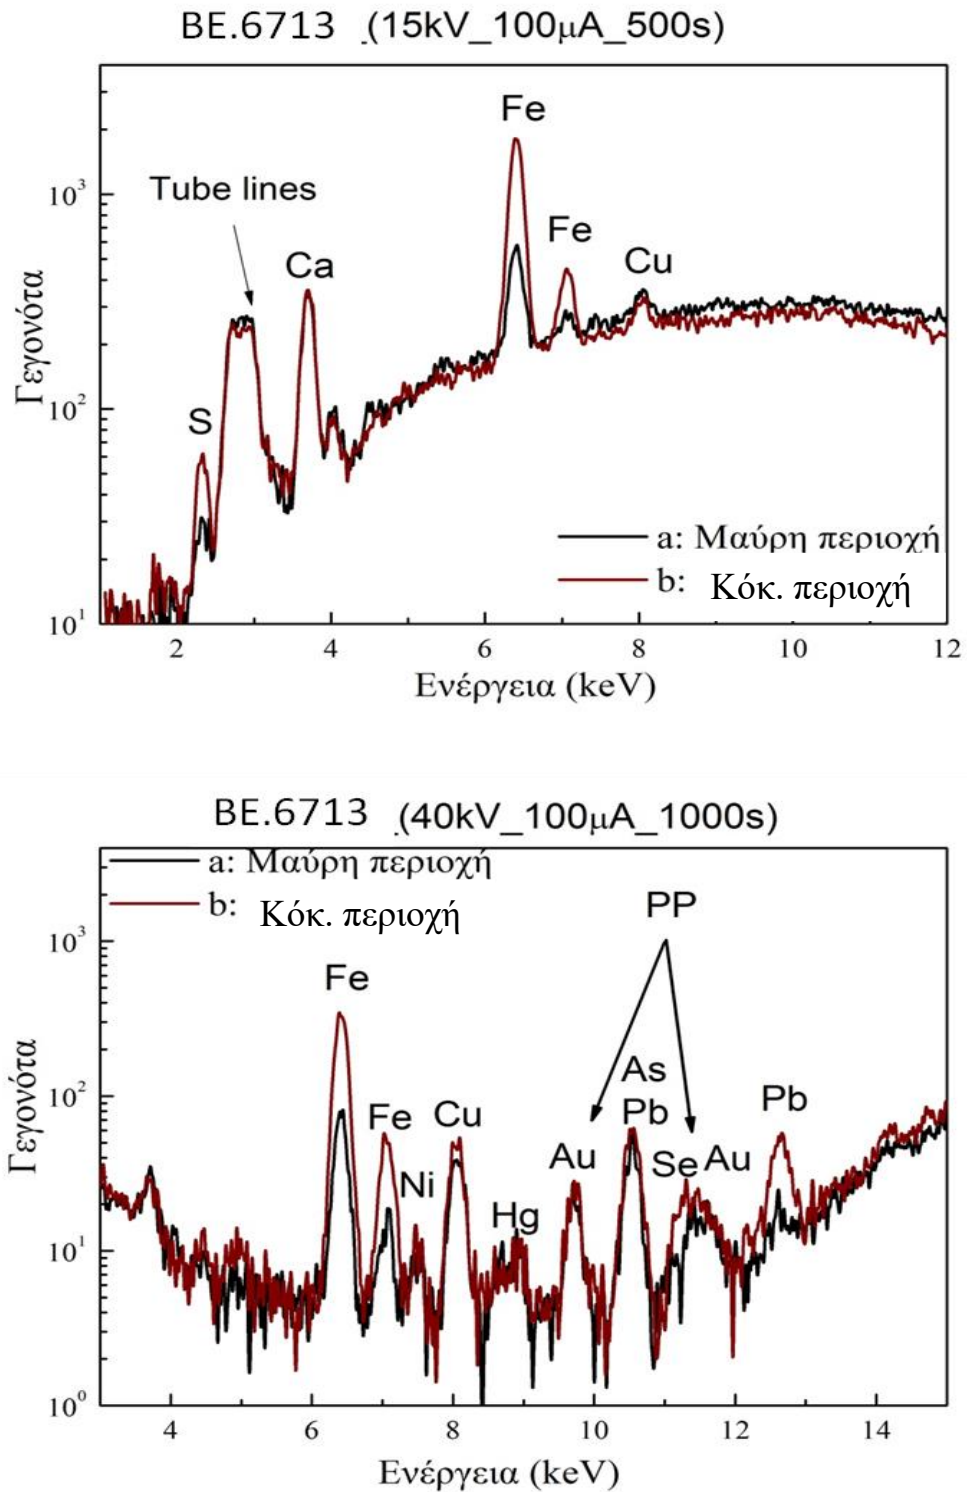 BE.6713 (15kV_100μA_500s)
Fe
10³
Tube lines
Fe
Ca
Cu
Γεγονότα
10²
S
a: Μαύρη περιοχή
b: Κόκ. περιοχή
10¹
2 4 6 8 10 12
Ενέργεια (keV)
BE.6713 (40kV_100μA_1000s)
a: Μαύρη περιοχή
b: Κόκ. περιοχή
PP
10³
Fe
Γεγονότα
As
10²
Fe Cu Pb Pb
Ni Au Se Au
Hg
10¹
10⁰
4 6 8 10 12 14
Ενέργεια (keV)